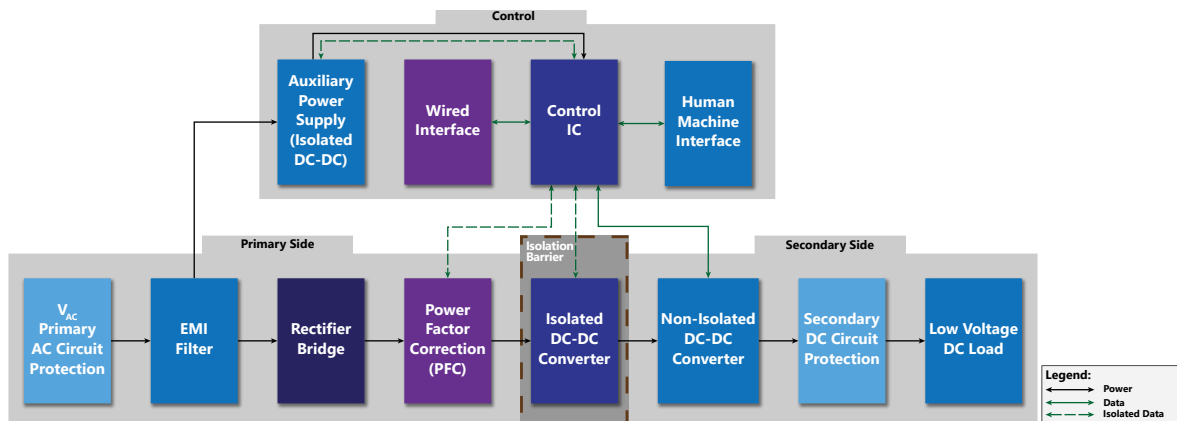 Control
Auxiliary
Power
Supply
(Isolated
DC-DC)
Wired
Interface
Control
IC
Human
Machine
Interface
Primary Side
Isolation
Barrier
Secondary Side
VAC
Primary
AC Circuit
Protection
EMI
Filter
Rectifier
Bridge
Power
Factor
Correction
(PFC)
Isolated
DC-DC
Converter
Non-Isolated
DC-DC
Converter
Secondary
DC Circuit
Protection
Low Voltage
DC Load
Legend:
Power
Data
Isolated Data